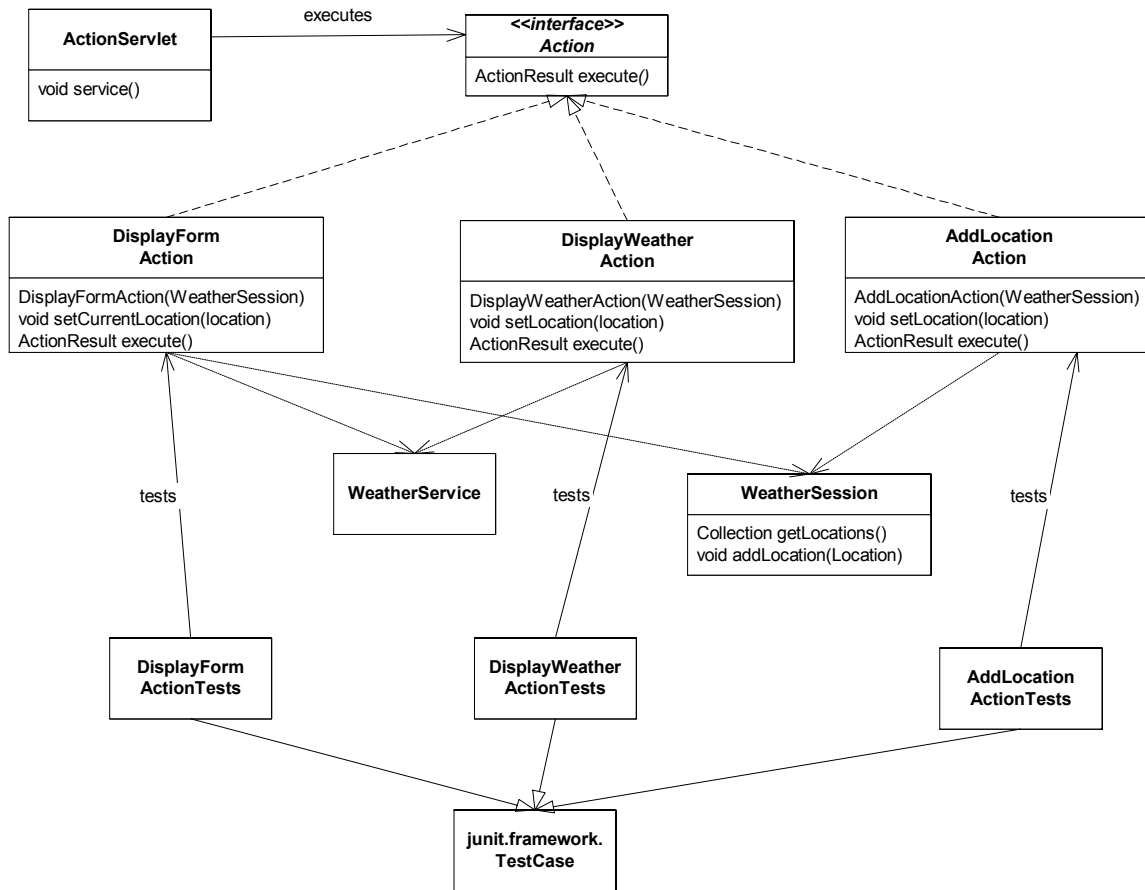 executes
ActionServlet
void service()
<<interface>>
Action
ActionResult execute()
DisplayForm
Action
DisplayFormAction(WeatherSession)
void setCurrentLocation(location)
ActionResult execute()
DisplayWeather
Action
DisplayWeatherAction(WeatherSession)
void setLocation(location)
ActionResult execute()
AddLocation
Action
AddLocationAction(WeatherSession)
void setLocation(location)
ActionResult execute()
tests
WeatherService
tests
WeatherSession
Collection getLocations()
void addLocation(Location)
tests
DisplayForm
ActionTests
DisplayWeather
ActionTests
AddLocation
ActionTests
junit.framework.
TestCase